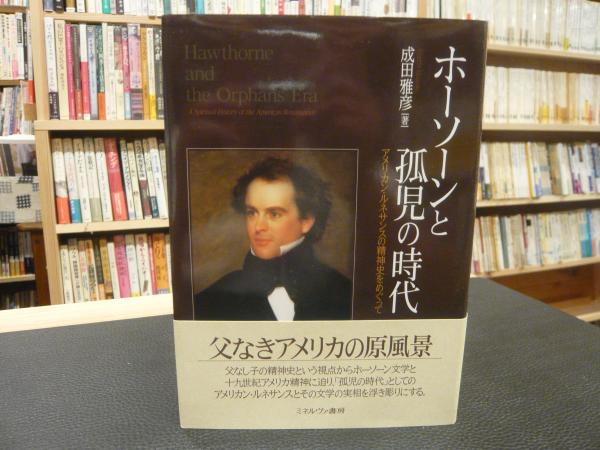 Hawthorne
and
the Orphans' Era
A Spiritual History of the American Renaissance
ホーソーンと
孤児の時代
アメリカン・ルネサンスの精神史をめぐって
成田雅彦［著］
父なきアメリカの原風景
父なし子の精神史という視点からホーソーン文学と
十九世紀アメリカ精神に迫り、「孤児の時代」としての
アメリカン・ルネサンスとその文学の実相を浮き彫りにする。
ミネルヴァ書房